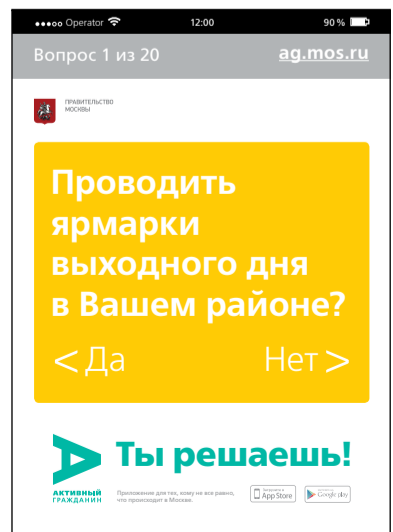 Operator 12:00 90 %
Вопрос 1 из 20 ag.mos.ru
ПРАВИТЕЛЬСТВО
МОСКВЫ
Проводить
ярмарки
выходного дня
в Вашем районе?
< Да Нет >
Ты решаешь!
АКТИВНЫЙ
ГРАЖДАНИН
Приложение для тех, кому не все равно,
что происходит в Москве.
App Store
Google play